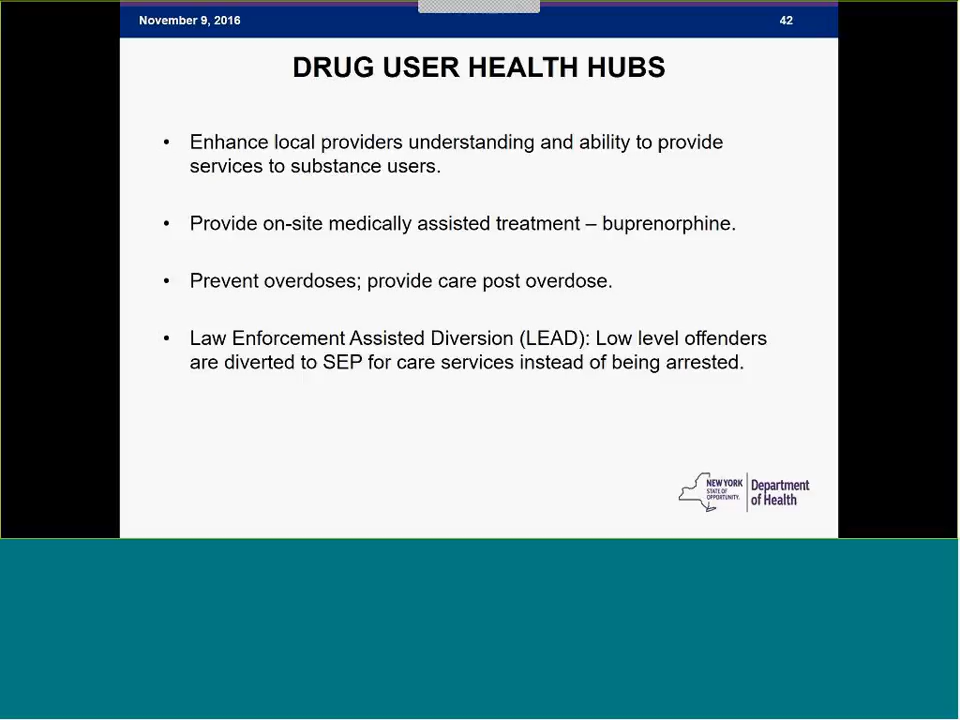 November 9, 2016
42
DRUG USER HEALTH HUBS
• Enhance local providers understanding and ability to provide
services to substance users.
• Provide on-site medically assisted treatment – buprenorphine.
• Prevent overdoses; provide care post overdose.
• Law Enforcement Assisted Diversion (LEAD): Low level offenders
are diverted to SEP for care services instead of being arrested.
NEW YORK
STATE OF
OPPORTUNITY.
Department
of Health